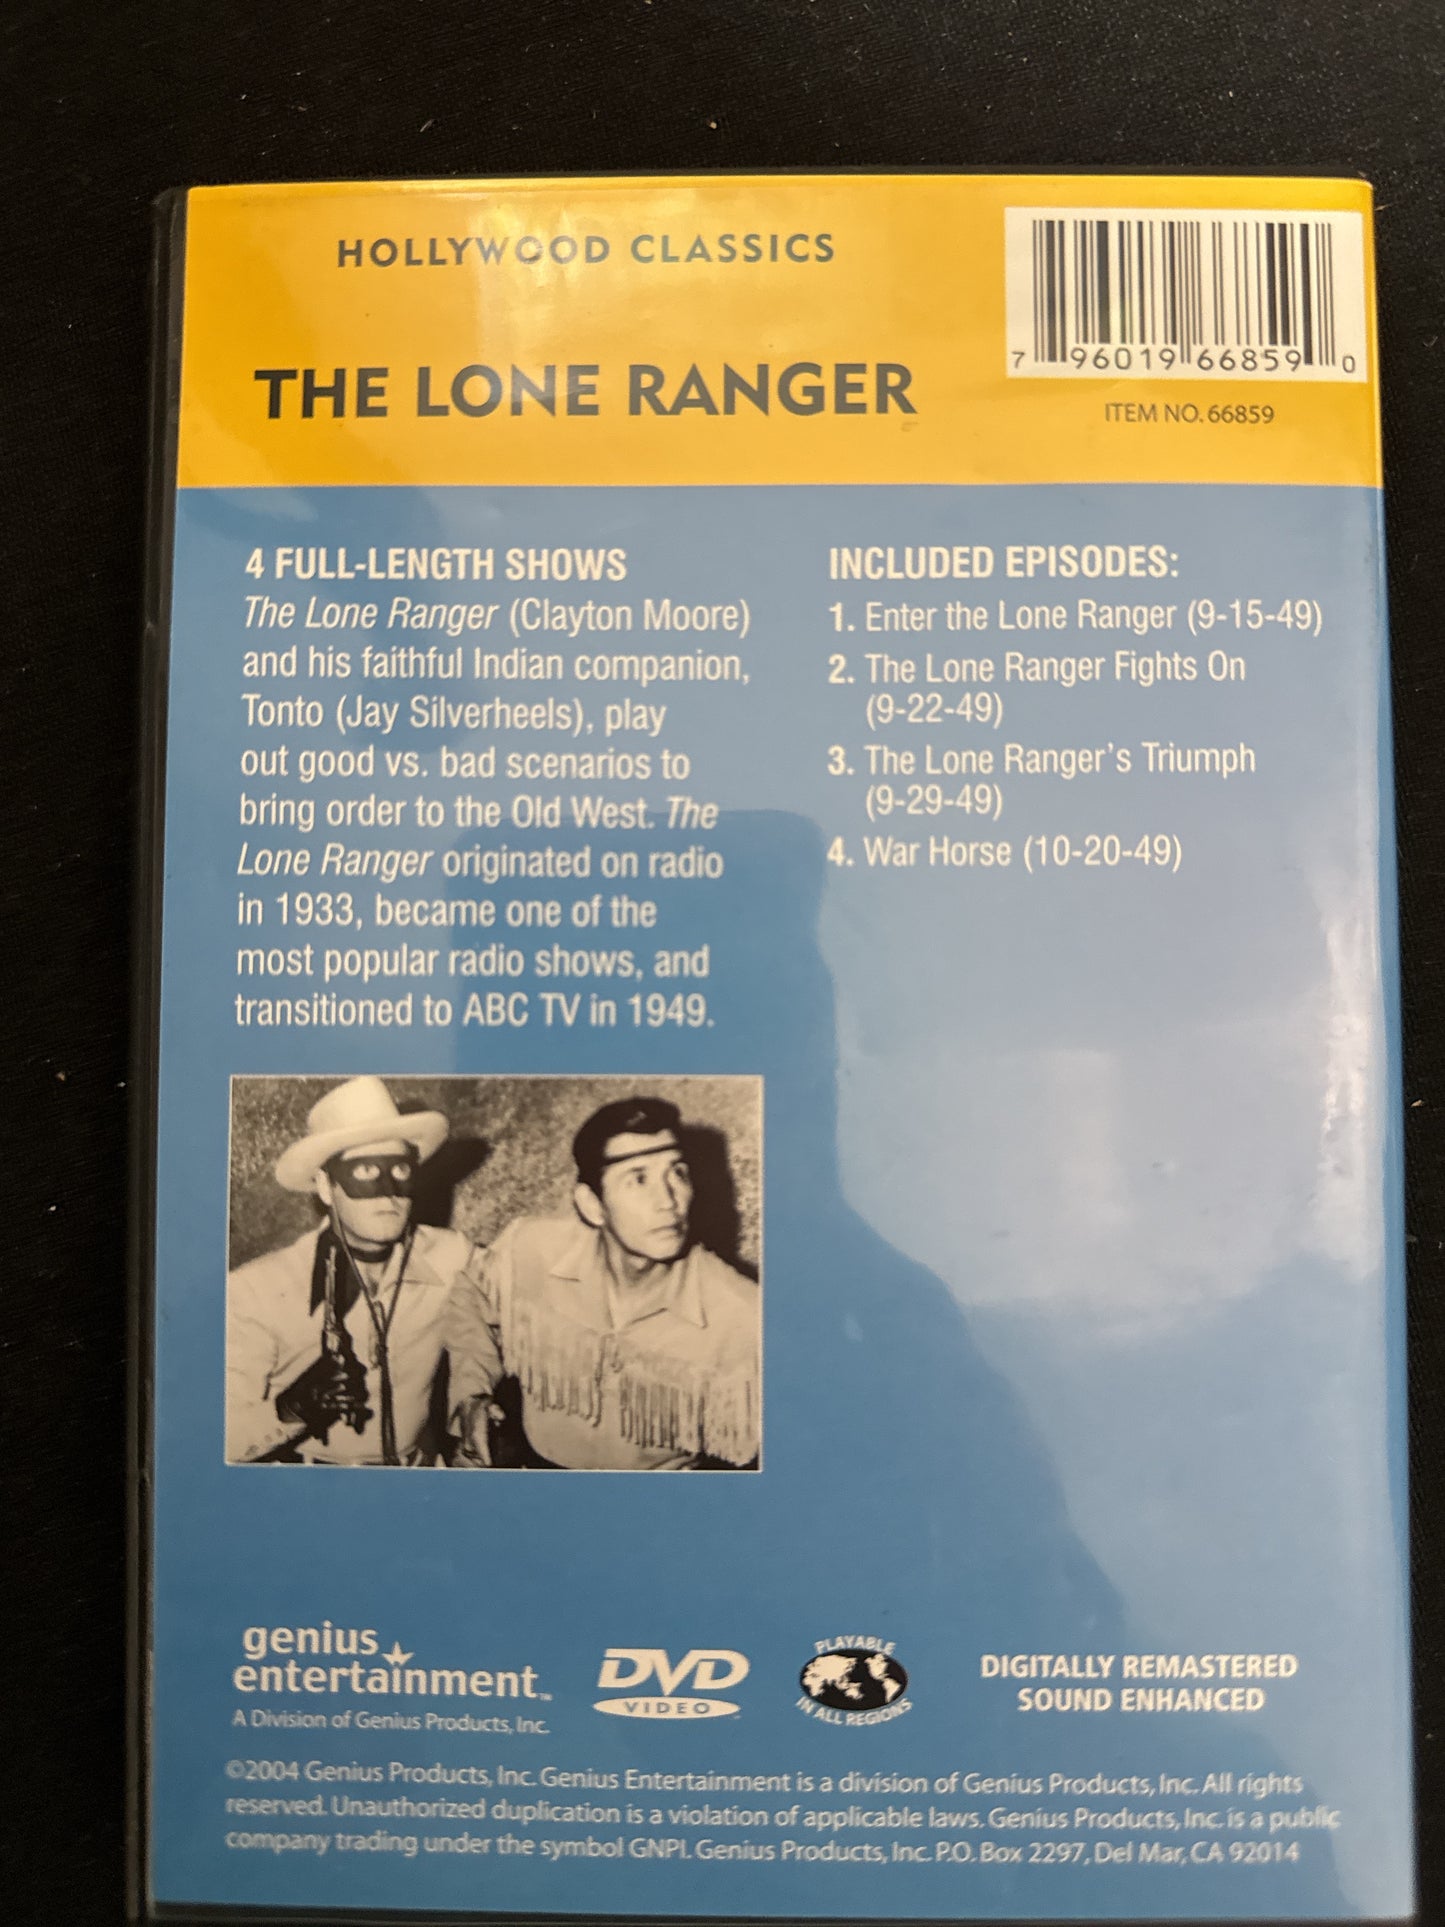 HOLLYWOOD CLASSICS
THE LONE RANGER
7 96019 66859 0
ITEM NO. 66859
4 FULL-LENGTH SHOWS
The Lone Ranger (Clayton Moore)
and his faithful Indian companion,
Tonto (Jay Silverheels), play
out good vs. bad scenarios to
bring order to the Old West. The
Lone Ranger originated on radio
in 1933, became one of the
most popular radio shows, and
transitioned to ABC TV in 1949.
INCLUDED EPISODES:
1. Enter the Lone Ranger (9-15-49)
2. The Lone Ranger Fights On
(9-22-49)
3. The Lone Ranger's Triumph
(9-29-49)
4. War Horse (10-20-49)
genius
entertainment™
A Division of Genius Products, Inc.
DVD
VIDEO
PLAYABLE
IN ALL REGIONS
DIGITALLY REMASTERED
SOUND ENHANCED
©2004 Genius Products, Inc. Genius Entertainment is a division of Genius Products, Inc. All rights
reserved. Unauthorized duplication is a violation of applicable laws. Genius Products, Inc. is a public
company trading under the symbol GNPI. Genius Products, Inc. P.O. Box 2297, Del Mar, CA 92014